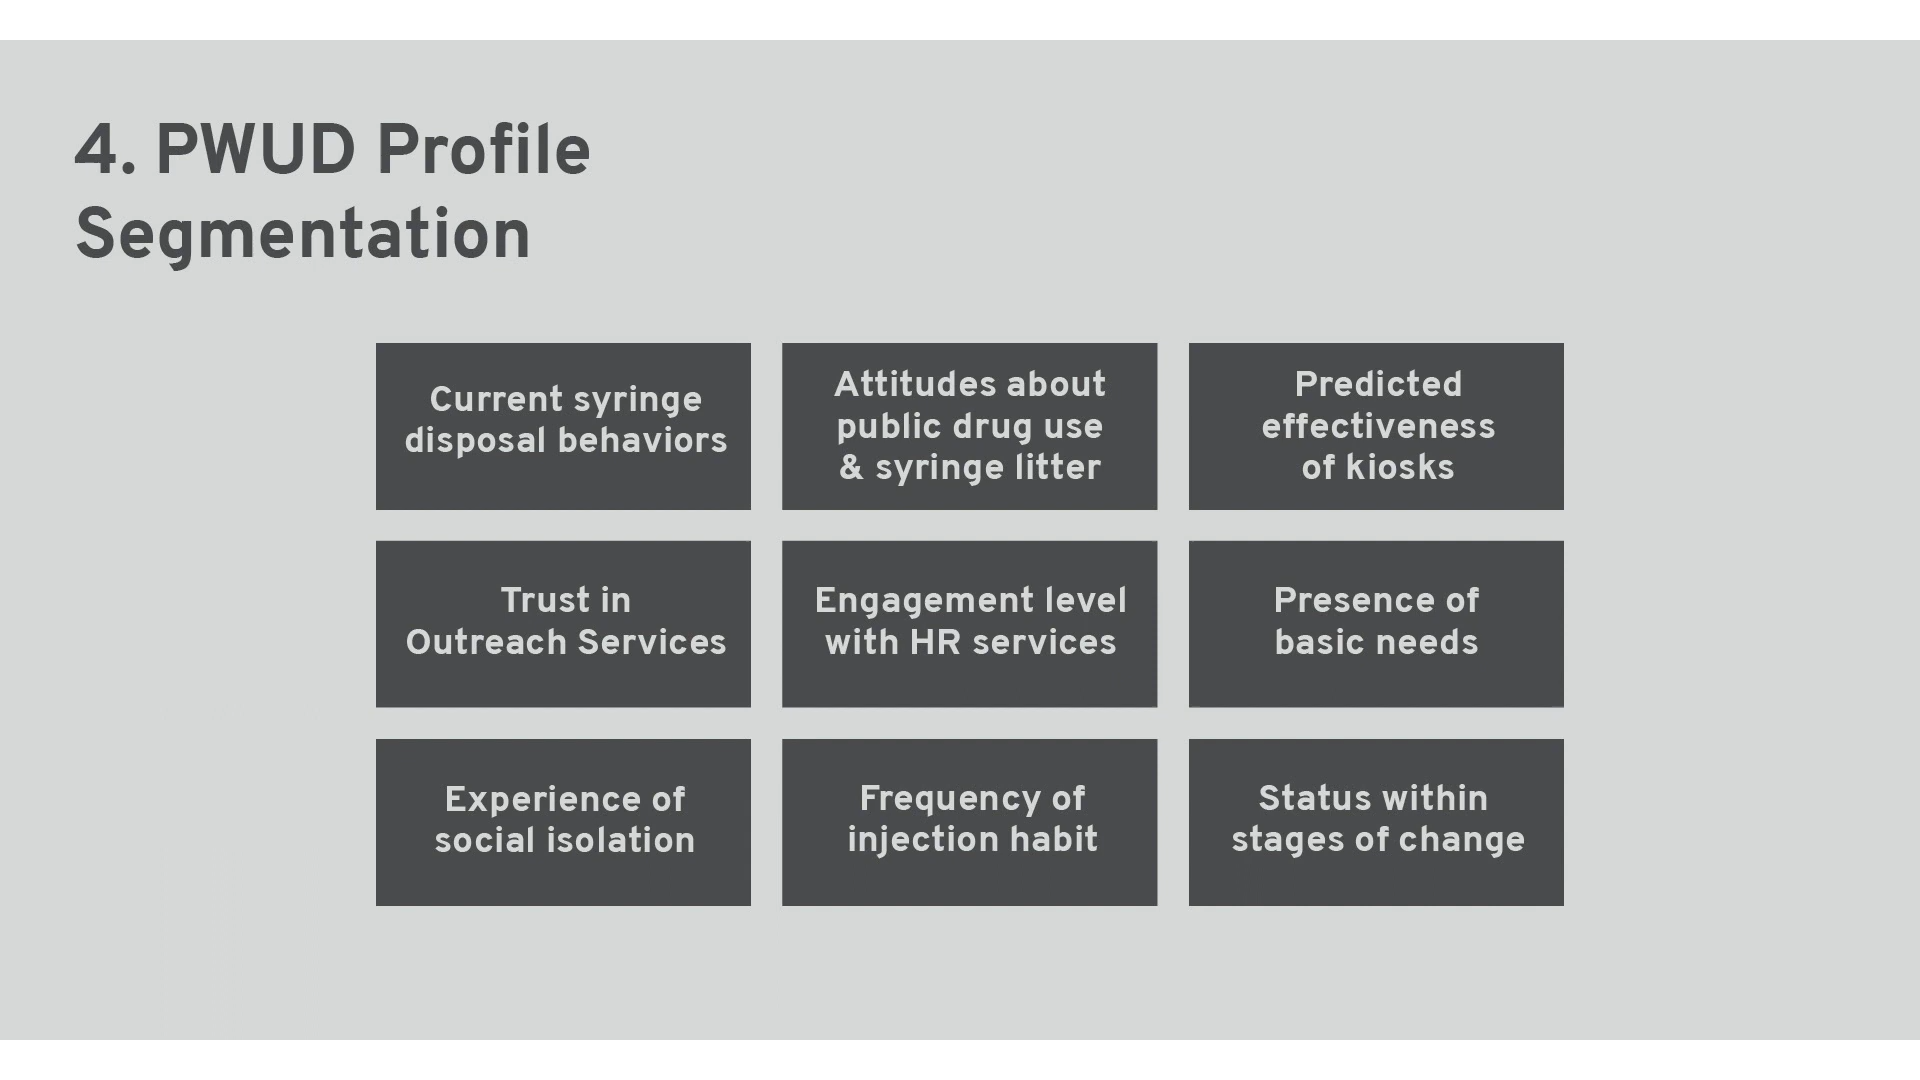 4. PWUD Profile
Segmentation
Current syringe
disposal behaviors
Attitudes about
public drug use
& syringe litter
Predicted
effectiveness
of kiosks
Trust in
Outreach Services
Engagement level
with HR services
Presence of
basic needs
Experience of
social isolation
Frequency of
injection habit
Status within
stages of change